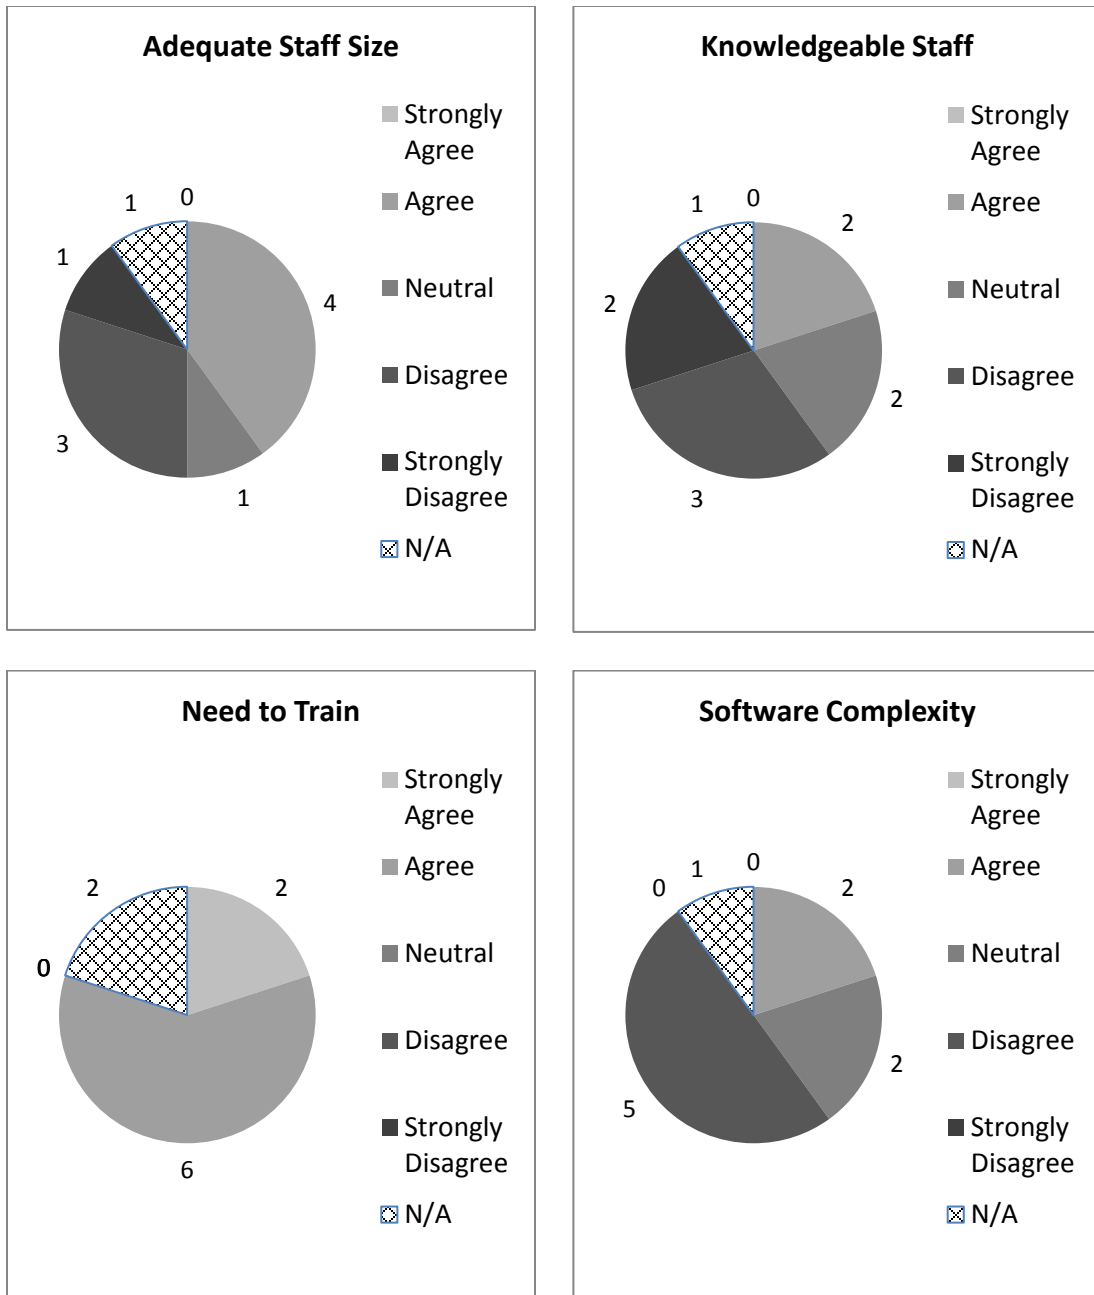 Adequate Staff Size
Strongly
Agree
Agree
Neutral
Disagree
Strongly
Disagree
N/A
0
4
1
3
1
1
Knowledgeable Staff
Strongly
Agree
Agree
Neutral
Disagree
Strongly
Disagree
N/A
0
2
2
3
2
1
Need to Train
Strongly
Agree
Agree
Neutral
Disagree
Strongly
Disagree
N/A
2
6
0
2
Software Complexity
Strongly
Agree
Agree
Neutral
Disagree
Strongly
Disagree
N/A
0
2
2
5
0
1